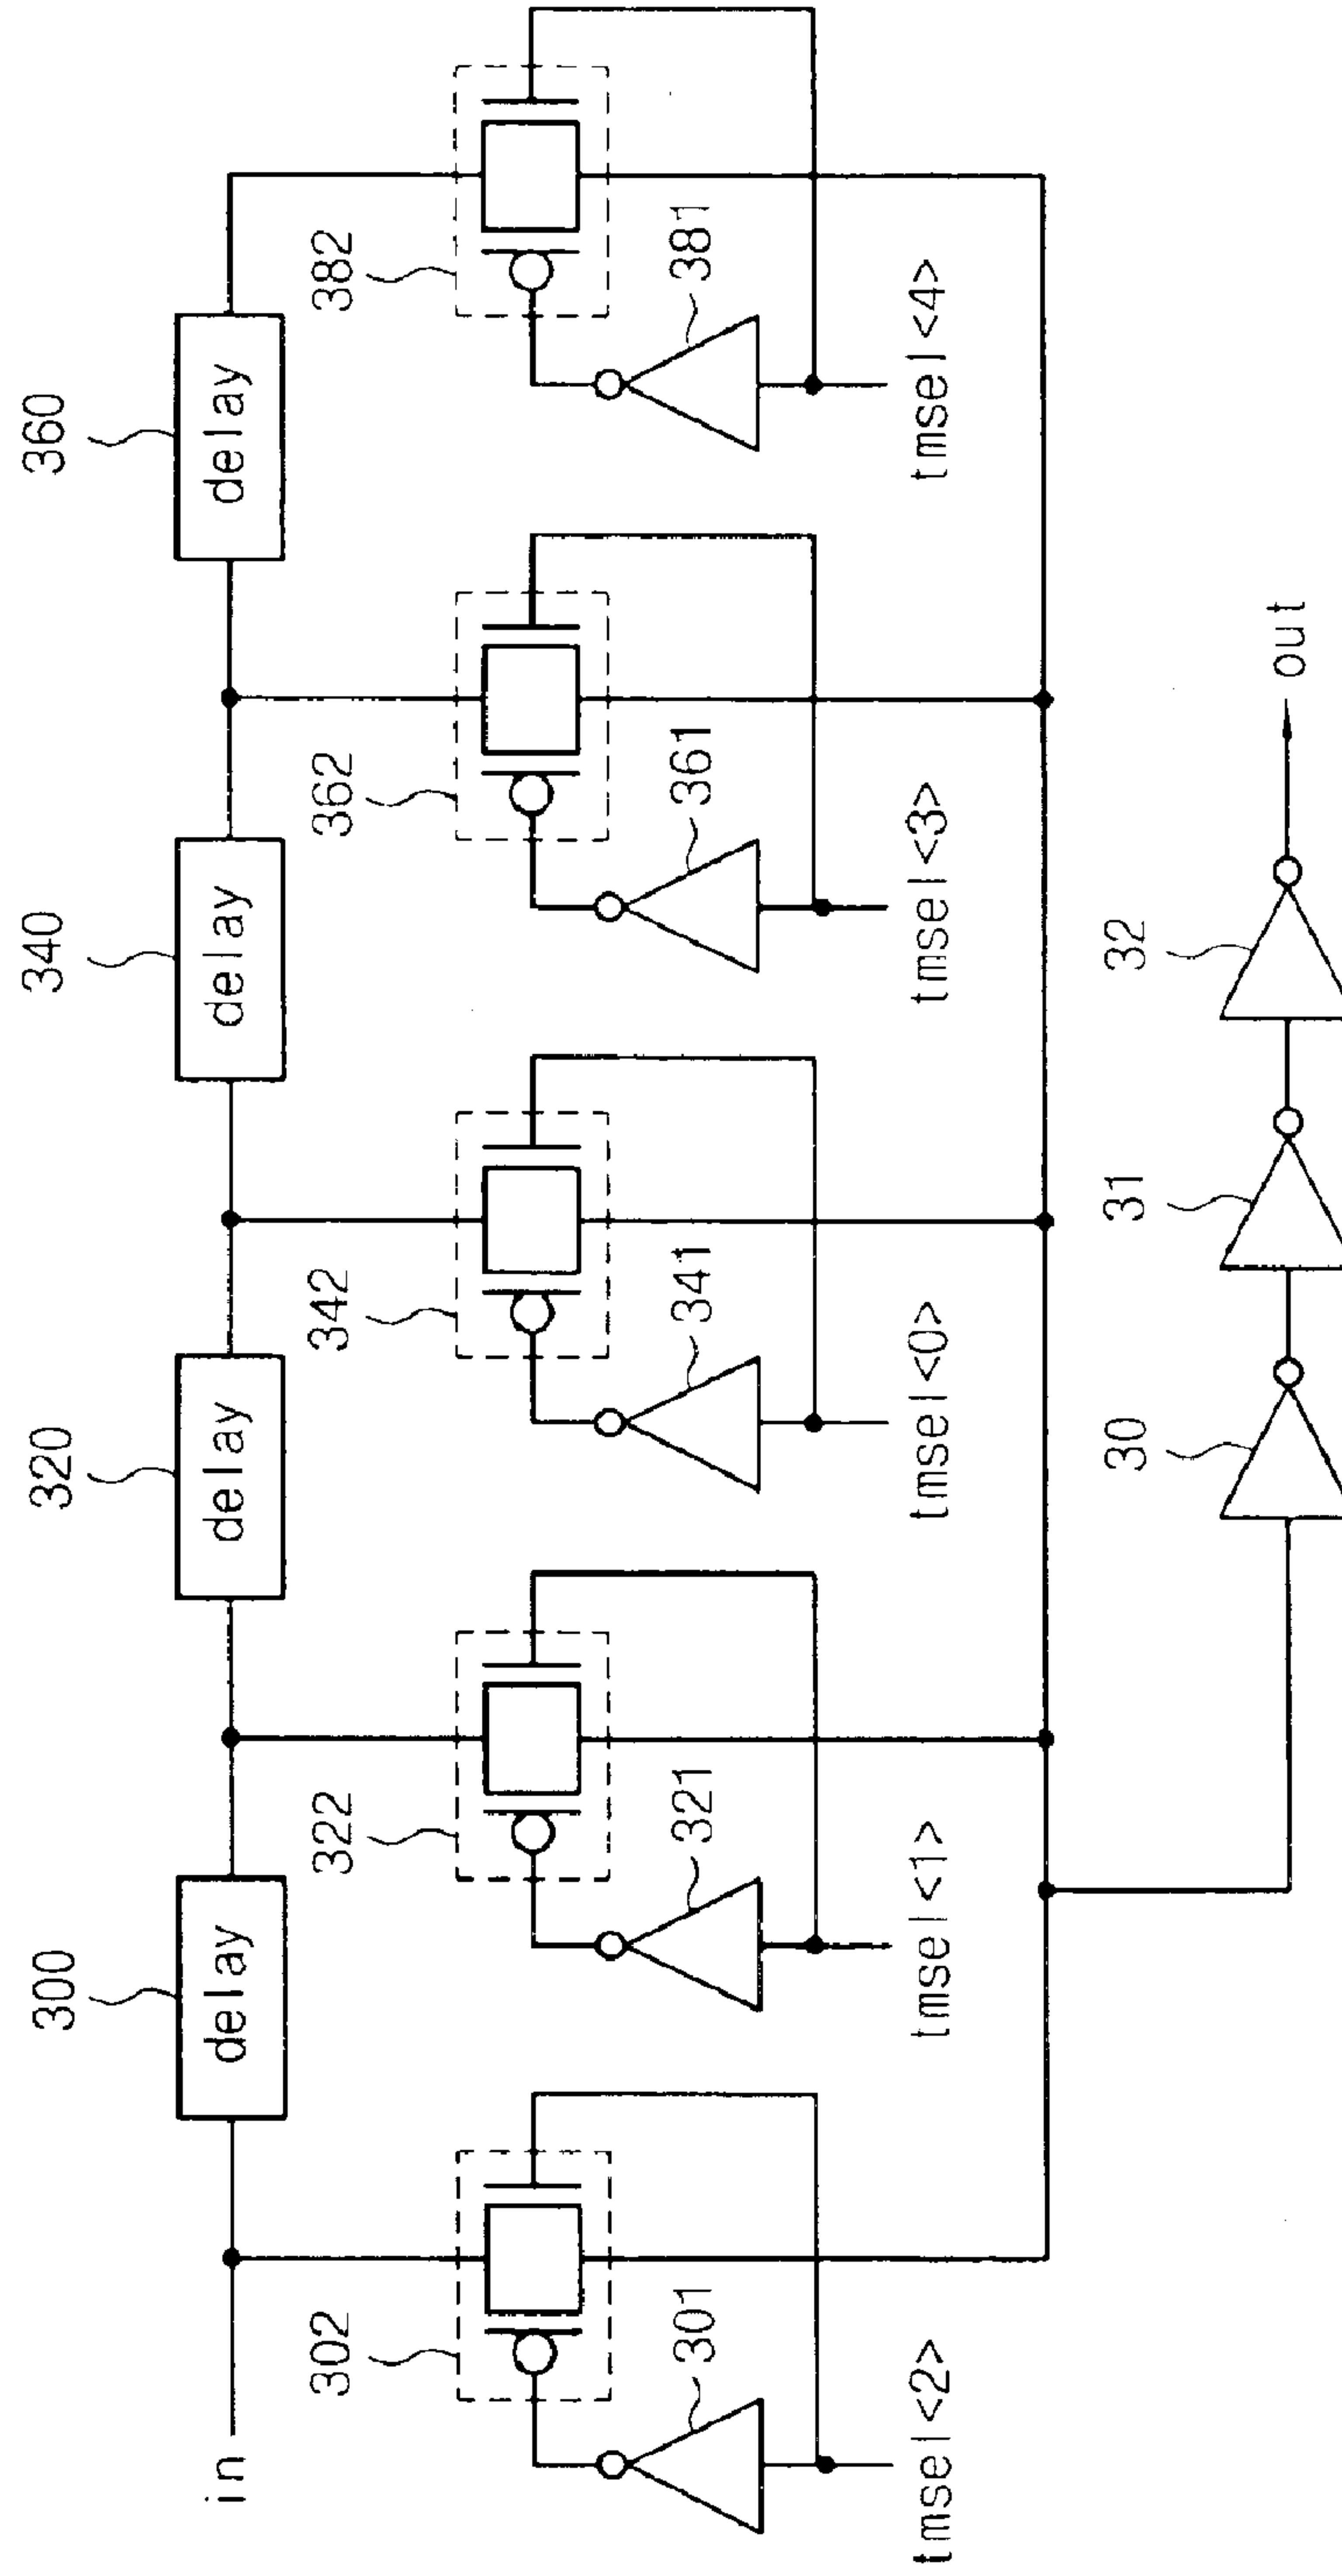 300
320
340
360
in
delay
delay
delay
delay
302
322
342
362
382
301
321
341
361
381
tmsel<2>
tmsel<1>
tmsel<0>
tmsel<3>
tmsel<4>
30
31
32
out